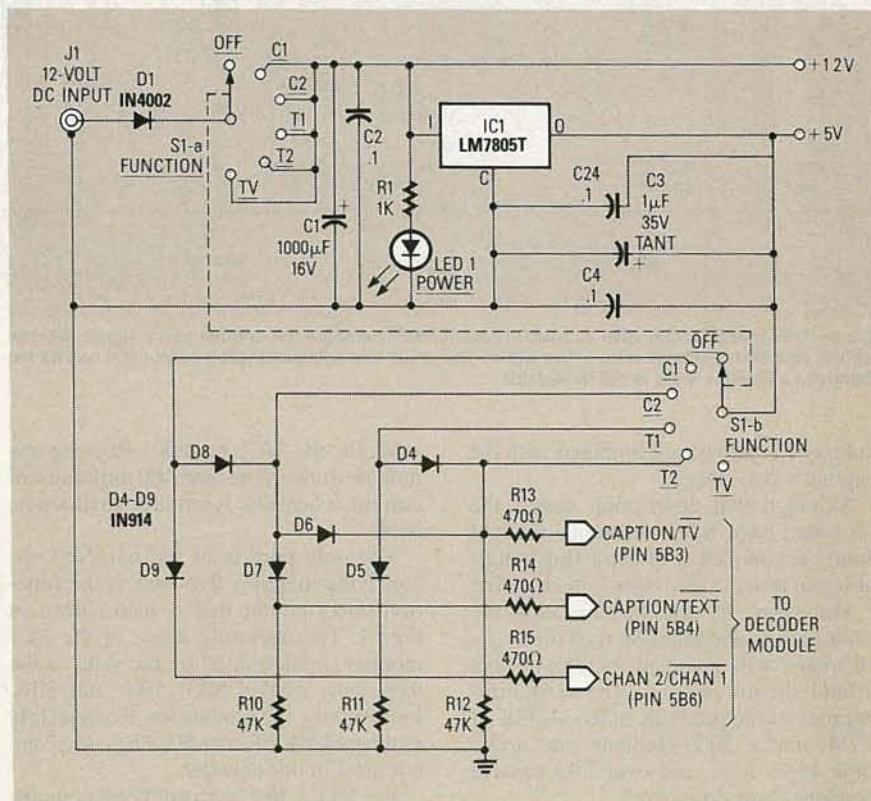 J1
12-VOLT
DC INPUT
D1
IN4002
OFF
C1
C2
T1
T2
TV
S1-a
FUNCTION
C1
1000µF
16V
+
C2
.1
R1
1K
LED 1
POWER
I
IC1
LM7805T
O
C
+12V
+5V
C24
.1
C3
1µF
35V
TANT
+
C4
.1
OFF
C1
C2
T1
T2
TV
S1-b
FUNCTION
D8
D4
D4-D9
IN914
D6
D9
D7
D5
R13
470Ω
CAPTION/TV
(PIN 5B3)
R14
470Ω
CAPTION/TEXT
(PIN 5B4)
R15
470Ω
CHAN 2/CHAN 1
(PIN 5B6)
TO
DECODER
MODULE
R10
47K
R11
47K
R12
47K